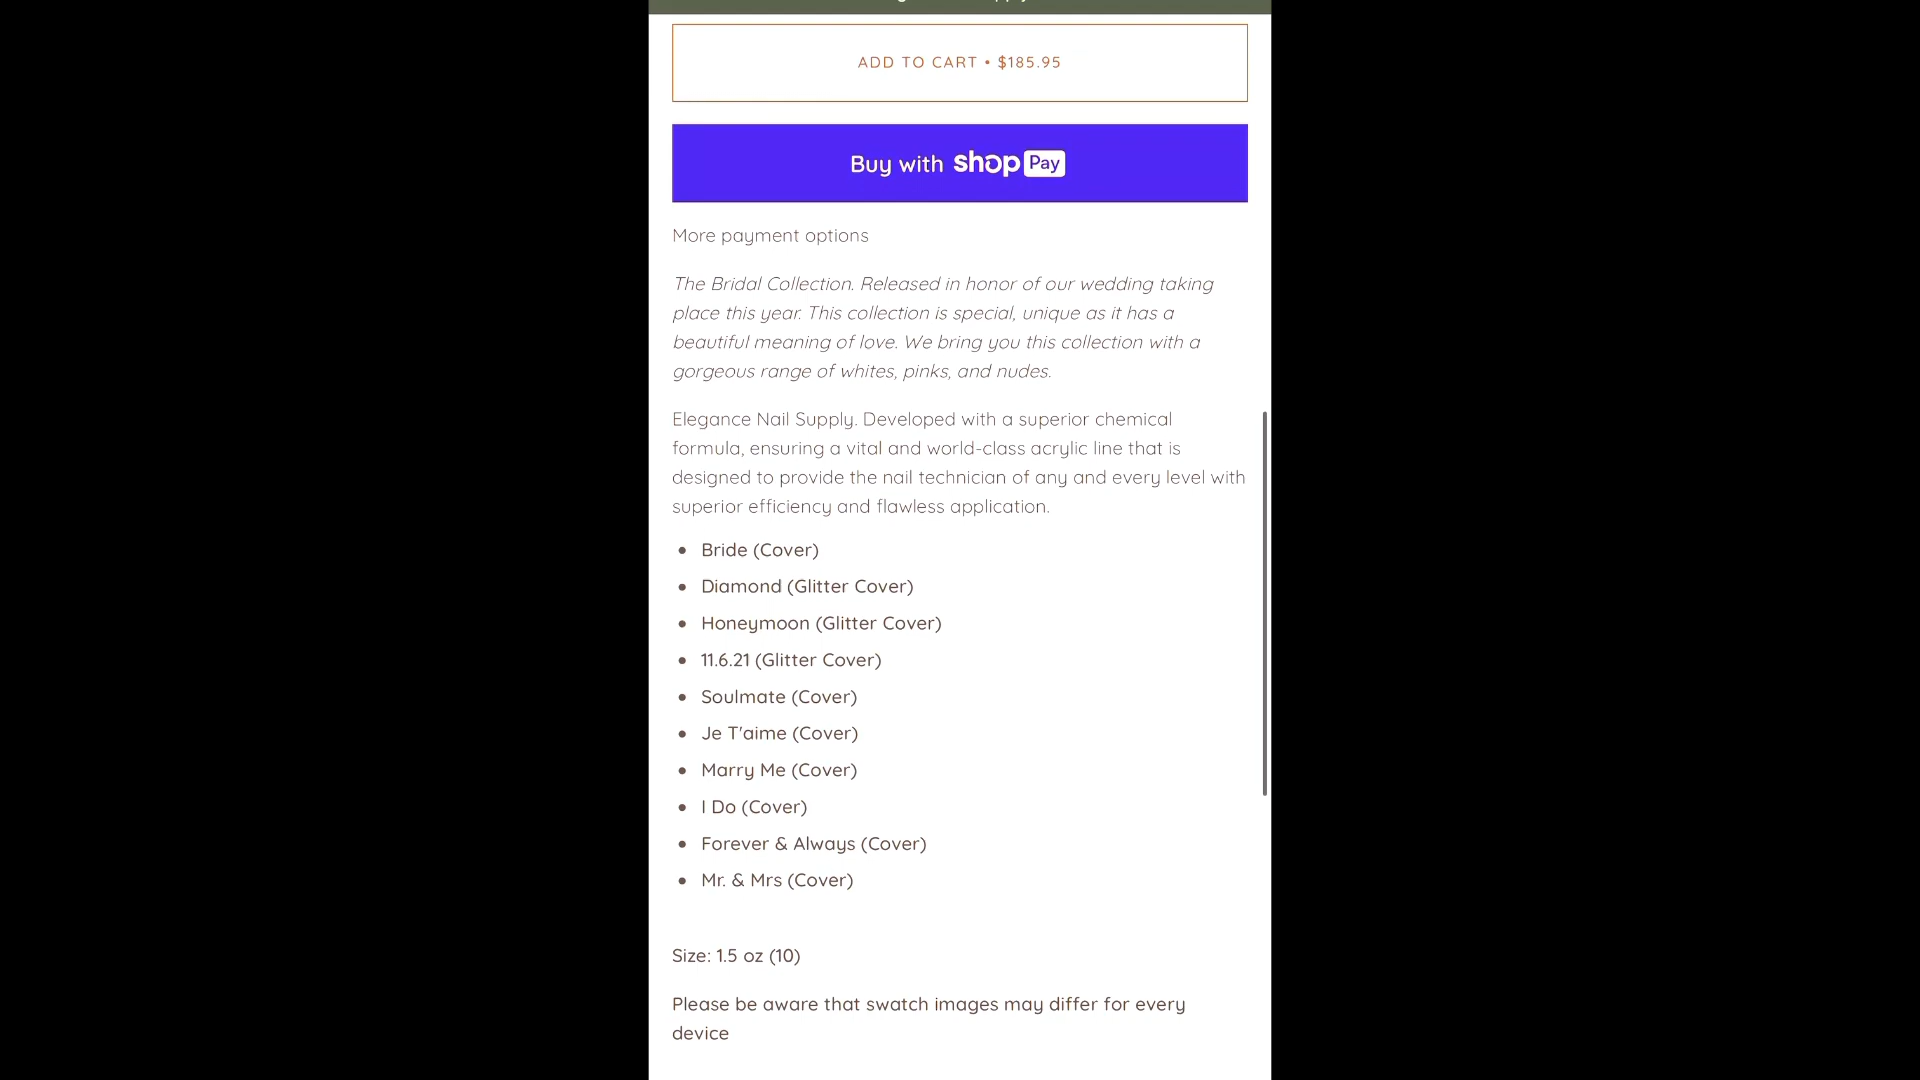 ADD TO CART • $185.95
Buy with shop Pay
More payment options
The Bridal Collection. Released in honor of our wedding taking
place this year. This collection is special, unique as it has a
beautiful meaning of love. We bring you this collection with a
gorgeous range of whites, pinks, and nudes.
Elegance Nail Supply. Developed with a superior chemical
formula, ensuring a vital and world-class acrylic line that is
designed to provide the nail technician of any and every level with
superior efficiency and flawless application.
• Bride (Cover)
• Diamond (Glitter Cover)
• Honeymoon (Glitter Cover)
• 11.6.21 (Glitter Cover)
• Soulmate (Cover)
• Je T'aime (Cover)
• Marry Me (Cover)
• I Do (Cover)
• Forever & Always (Cover)
• Mr. & Mrs (Cover)
Size: 1.5 oz (10)
Please be aware that swatch images may differ for every
device